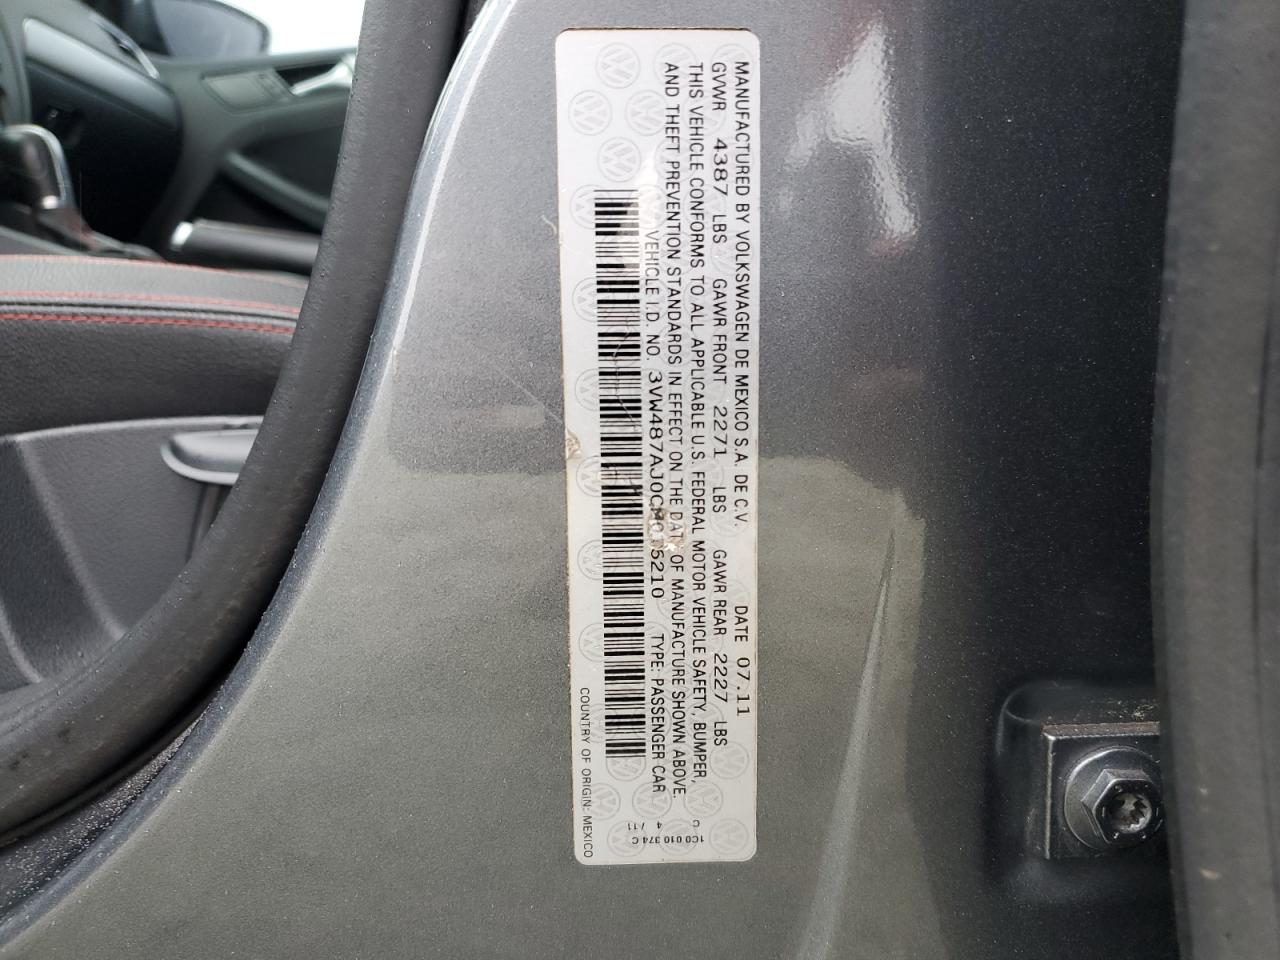 MANUFACTURED BY VOLKSWAGEN DE MEXICO S.A. DE C.V. DATE 07.11
GVWR 4387 LBS GAWR FRONT 2271 LBS GAWR REAR 2227 LBS
THIS VEHICLE CONFORMS TO ALL APPLICABLE U.S. FEDERAL MOTOR VEHICLE SAFETY, BUMPER,
AND THEFT PREVENTION STANDARDS IN EFFECT ON THE DATE OF MANUFACTURE SHOWN ABOVE.
VEHICLE I.D. NO. TYPE: PASSENGER CAR
COUNTRY OF ORIGIN: MEXICO
1C0 010 374 C
C 4 / 11